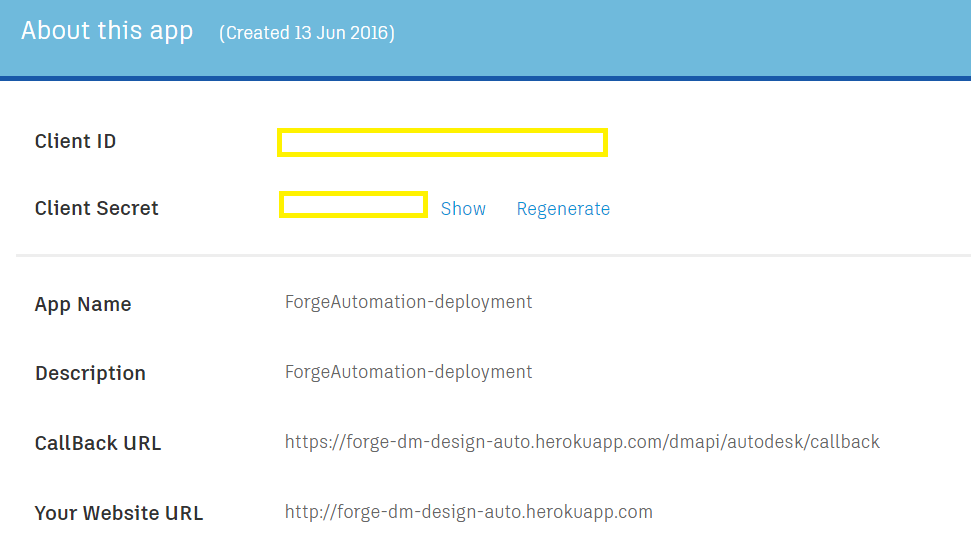 About this app (Created 13 Jun 2016)
Client ID
Client Secret Show Regenerate
App Name ForgeAutomation-deployment
Description ForgeAutomation-deployment
CallBack URL https://forge-dm-design-auto.herokuapp.com/dmapi/autodesk/callback
Your Website URL http://forge-dm-design-auto.herokuapp.com